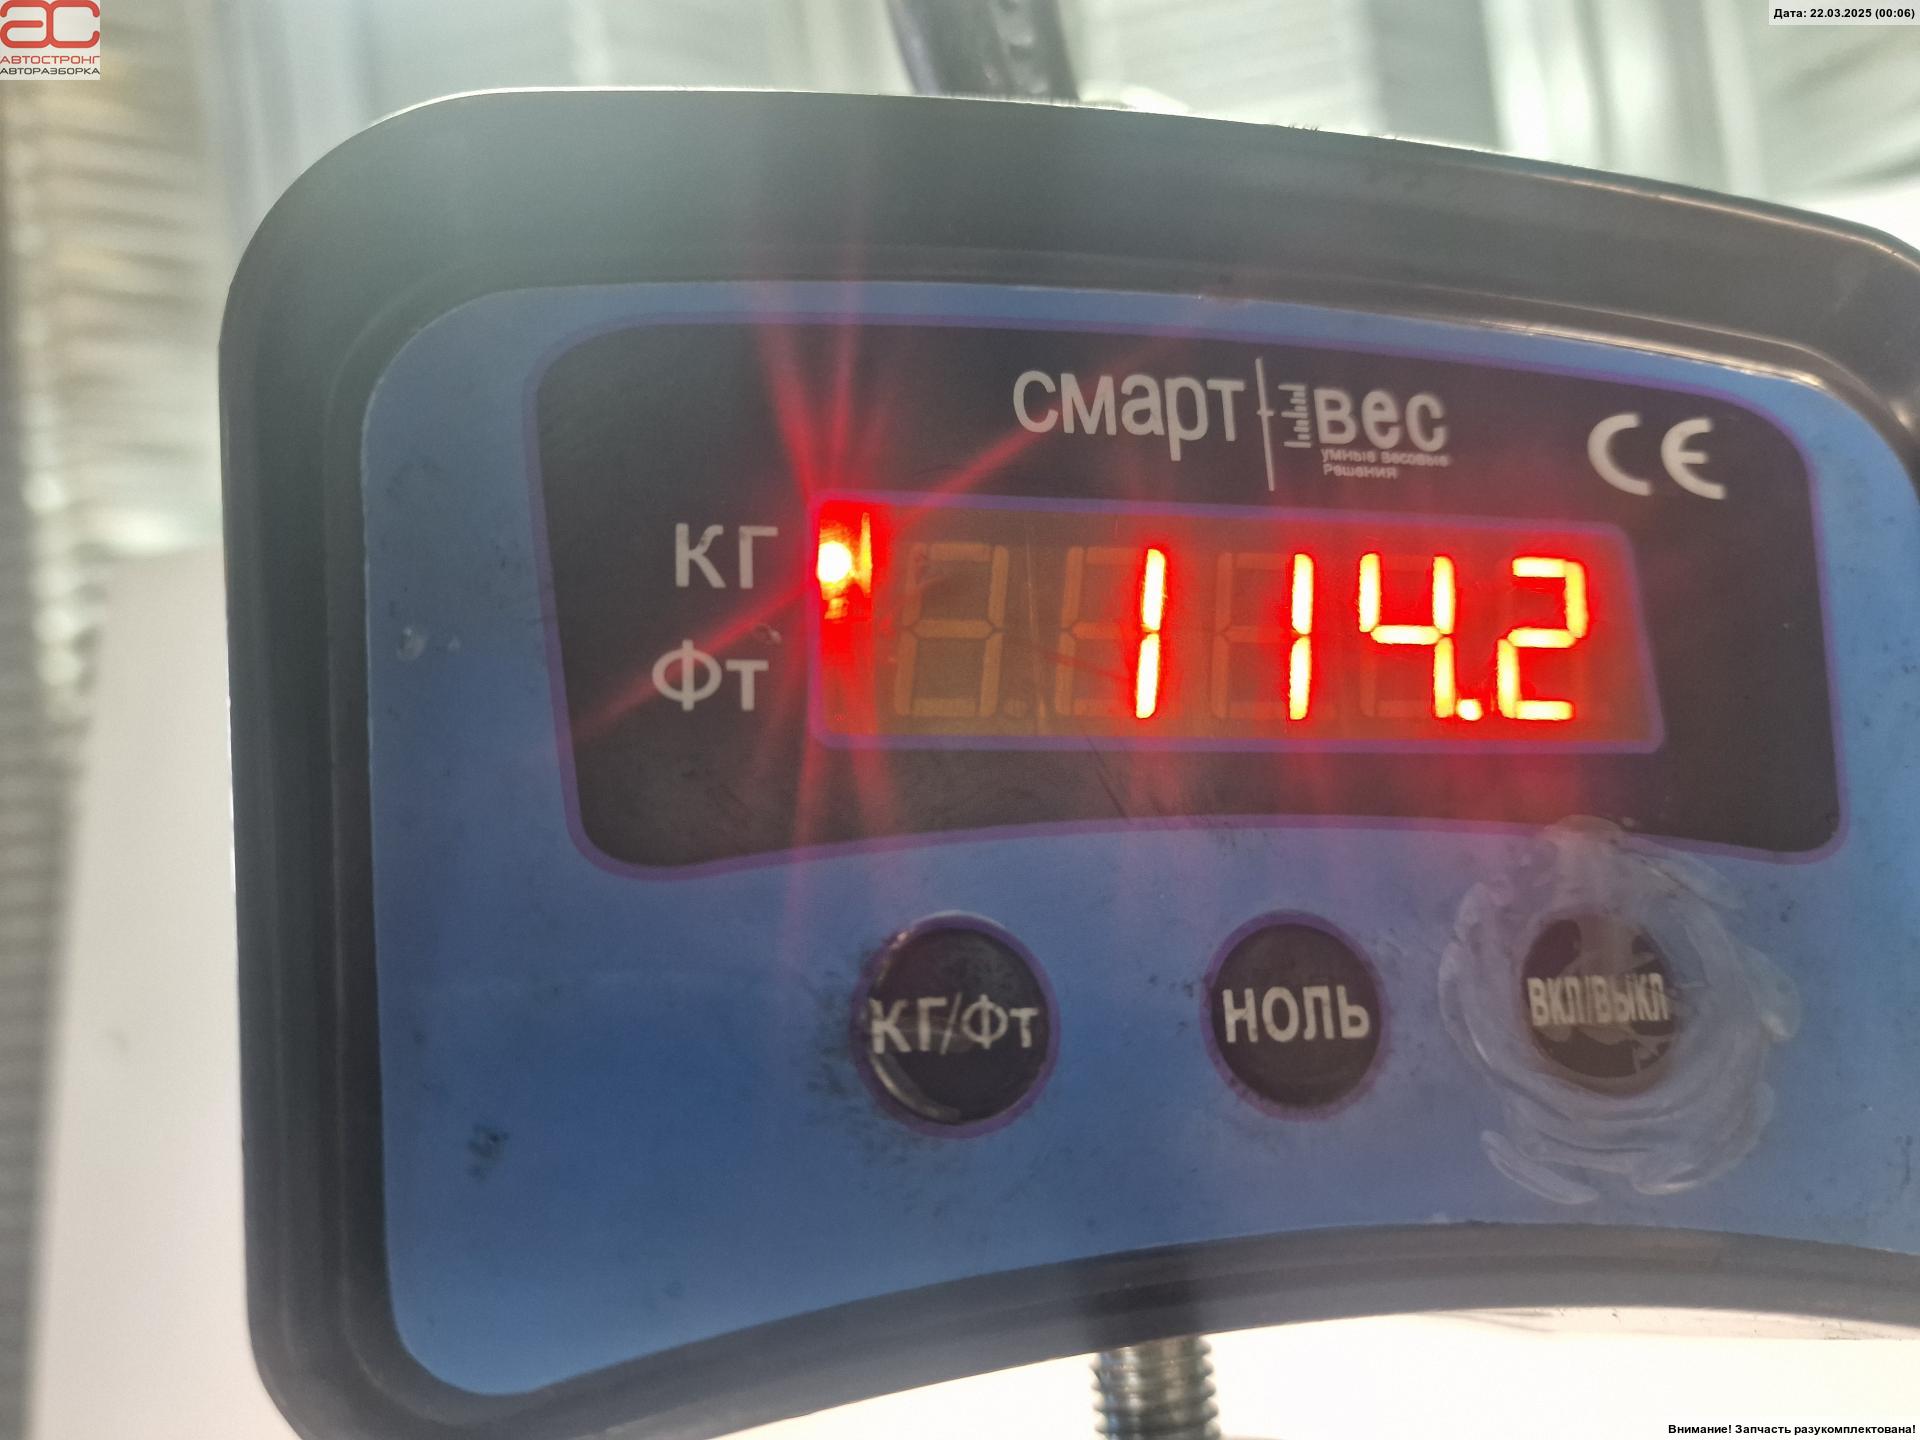 АВТОСТРОНГ
АВТОРАЗБОРКА
Дата: 22.03.2025 (00:06)
смарт вес
умные весовые
Решения
CE
КГ
114.2
Фт
КГ/Фт
НОЛЬ
ВКЛ/ВЫКЛ
Внимание! Запчасть разукомплектована!